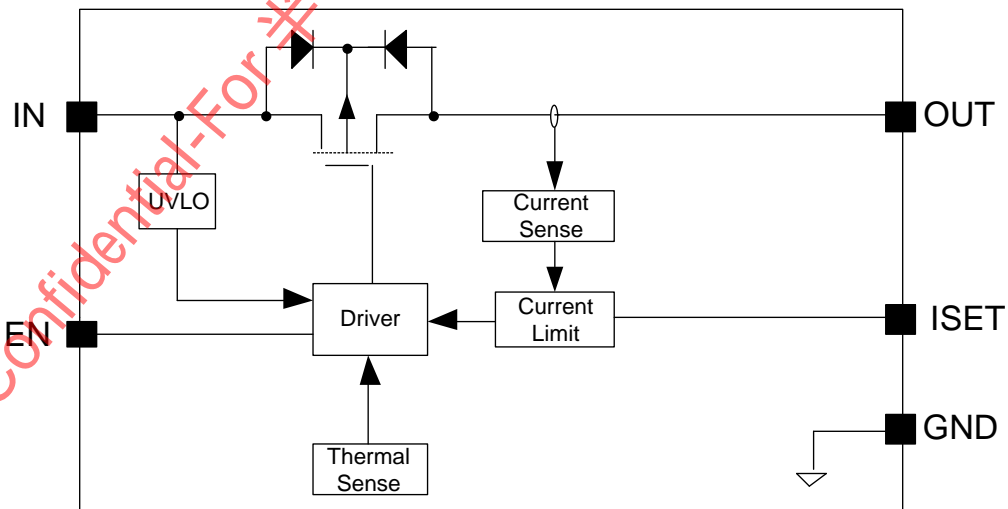 Confidential-For
IN
OUT
UVLO
Current
Sense
EN
Driver
Current
Limit
ISET
GND
Thermal
Sense